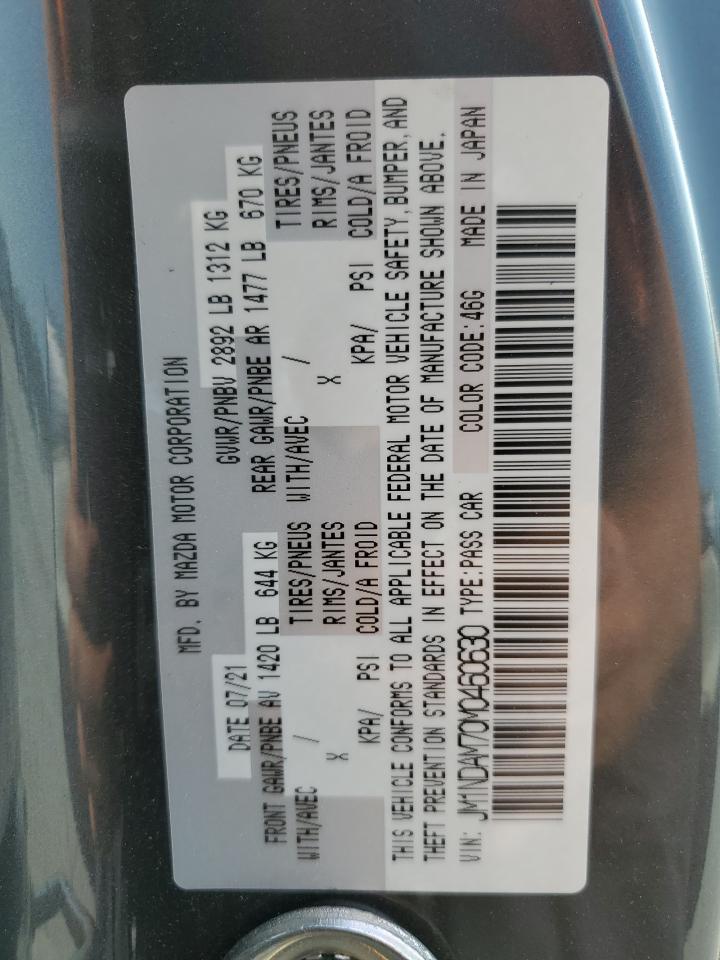 MFD. BY MAZDA MOTOR CORPORATION
DATE 07/21 GVWR/PNBV 2892 LB 1312 KG
FRONT GAWR/PNBE AV 1420 LB 644 KG REAR GAWR/PNBE AR 1477 LB 670 KG
WITH/AVEC / TIRES/PNEUS WITH/AVEC / TIRES/PNEUS
X RIMS/JANTES X RIMS/JANTES
KPA/ PSI COLD/A FROID KPA/ PSI COLD/A FROID
THIS VEHICLE CONFORMS TO ALL APPLICABLE FEDERAL MOTOR VEHICLE SAFETY, BUMPER, AND
THEFT PREVENTION STANDARDS IN EFFECT ON THE DATE OF MANUFACTURE SHOWN ABOVE.
VIN: JM1NDAM70M0460630 TYPE:PASS CAR COLOR CODE:46G MADE IN JAPAN